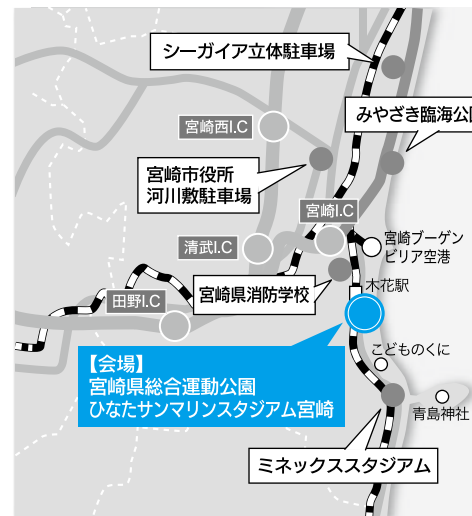 シーガイア立体駐車場
みやざき臨海公
宮崎西I.C
宮崎市役所
河川敷駐車場
宮崎I.C
清武I.C
宮崎ブーゲン
ビリア空港
宮崎県消防学校
木花駅
田野I.C
【会場】
宮崎県総合運動公園
ひなたサンマリンスタジアム宮崎
こどものくに
青島神社
ミネックススタジアム